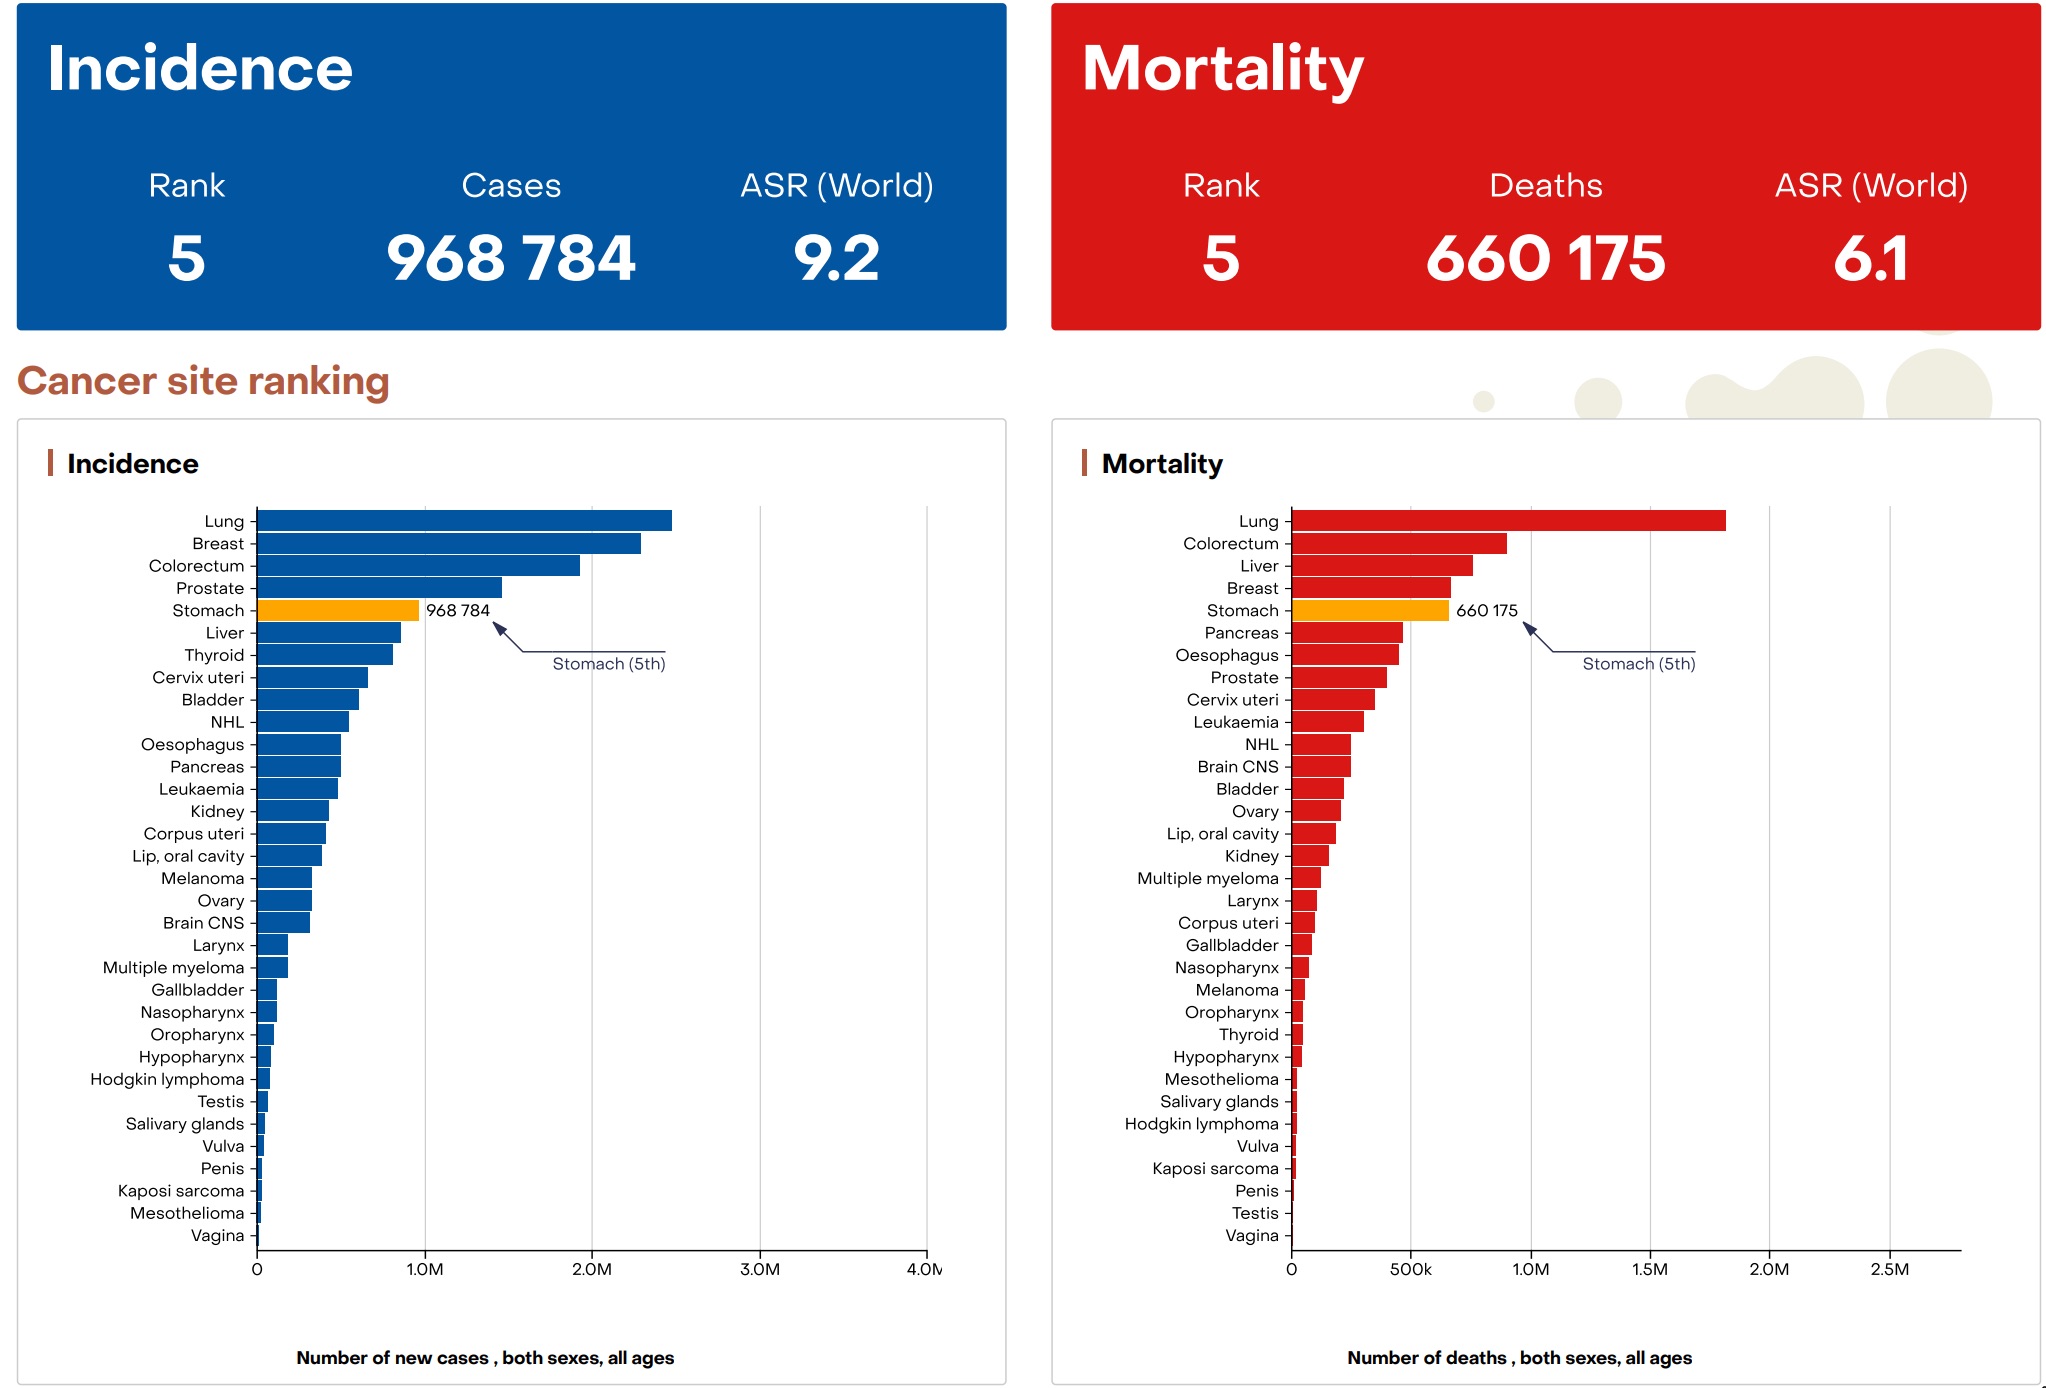 Incidence
Rank Cases ASR (World)
5 968 784 9.2
Mortality
Rank Deaths ASR (World)
5 660 175 6.1
Cancer site ranking
Incidence
Lung
Breast
Colorectum
Prostate
Stomach 968 784
Liver
Thyroid
Stomach (5th)
Cervix uteri
Bladder
NHL
Oesophagus
Pancreas
Leukaemia
Kidney
Corpus uteri
Lip, oral cavity
Melanoma
Ovary
Brain CNS
Larynx
Multiple myeloma
Gallbladder
Nasopharynx
Oropharynx
Hypopharynx
Hodgkin lymphoma
Testis
Salivary glands
Vulva
Penis
Kaposi sarcoma
Mesothelioma
Vagina
0 1.0M 2.0M 3.0M 4.0M
Number of new cases , both sexes, all ages
Mortality
Lung
Colorectum
Liver
Breast
Stomach 660 175
Pancreas
Oesophagus
Stomach (5th)
Prostate
Cervix uteri
Leukaemia
NHL
Brain CNS
Bladder
Ovary
Lip, oral cavity
Kidney
Multiple myeloma
Larynx
Corpus uteri
Gallbladder
Nasopharynx
Melanoma
Oropharynx
Thyroid
Hypopharynx
Mesothelioma
Salivary glands
Hodgkin lymphoma
Vulva
Kaposi sarcoma
Penis
Testis
Vagina
0 500k 1.0M 1.5M 2.0M 2.5M
Number of deaths , both sexes, all ages